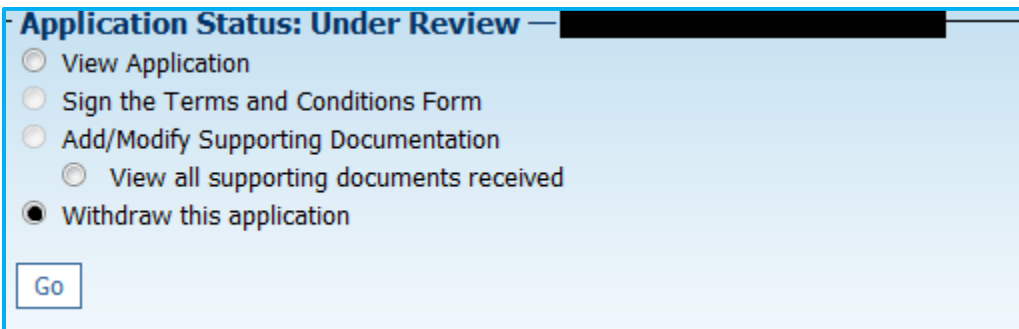 Application Status: Under Review —
View Application
Sign the Terms and Conditions Form
Add/Modify Supporting Documentation
View all supporting documents received
Withdraw this application
Go